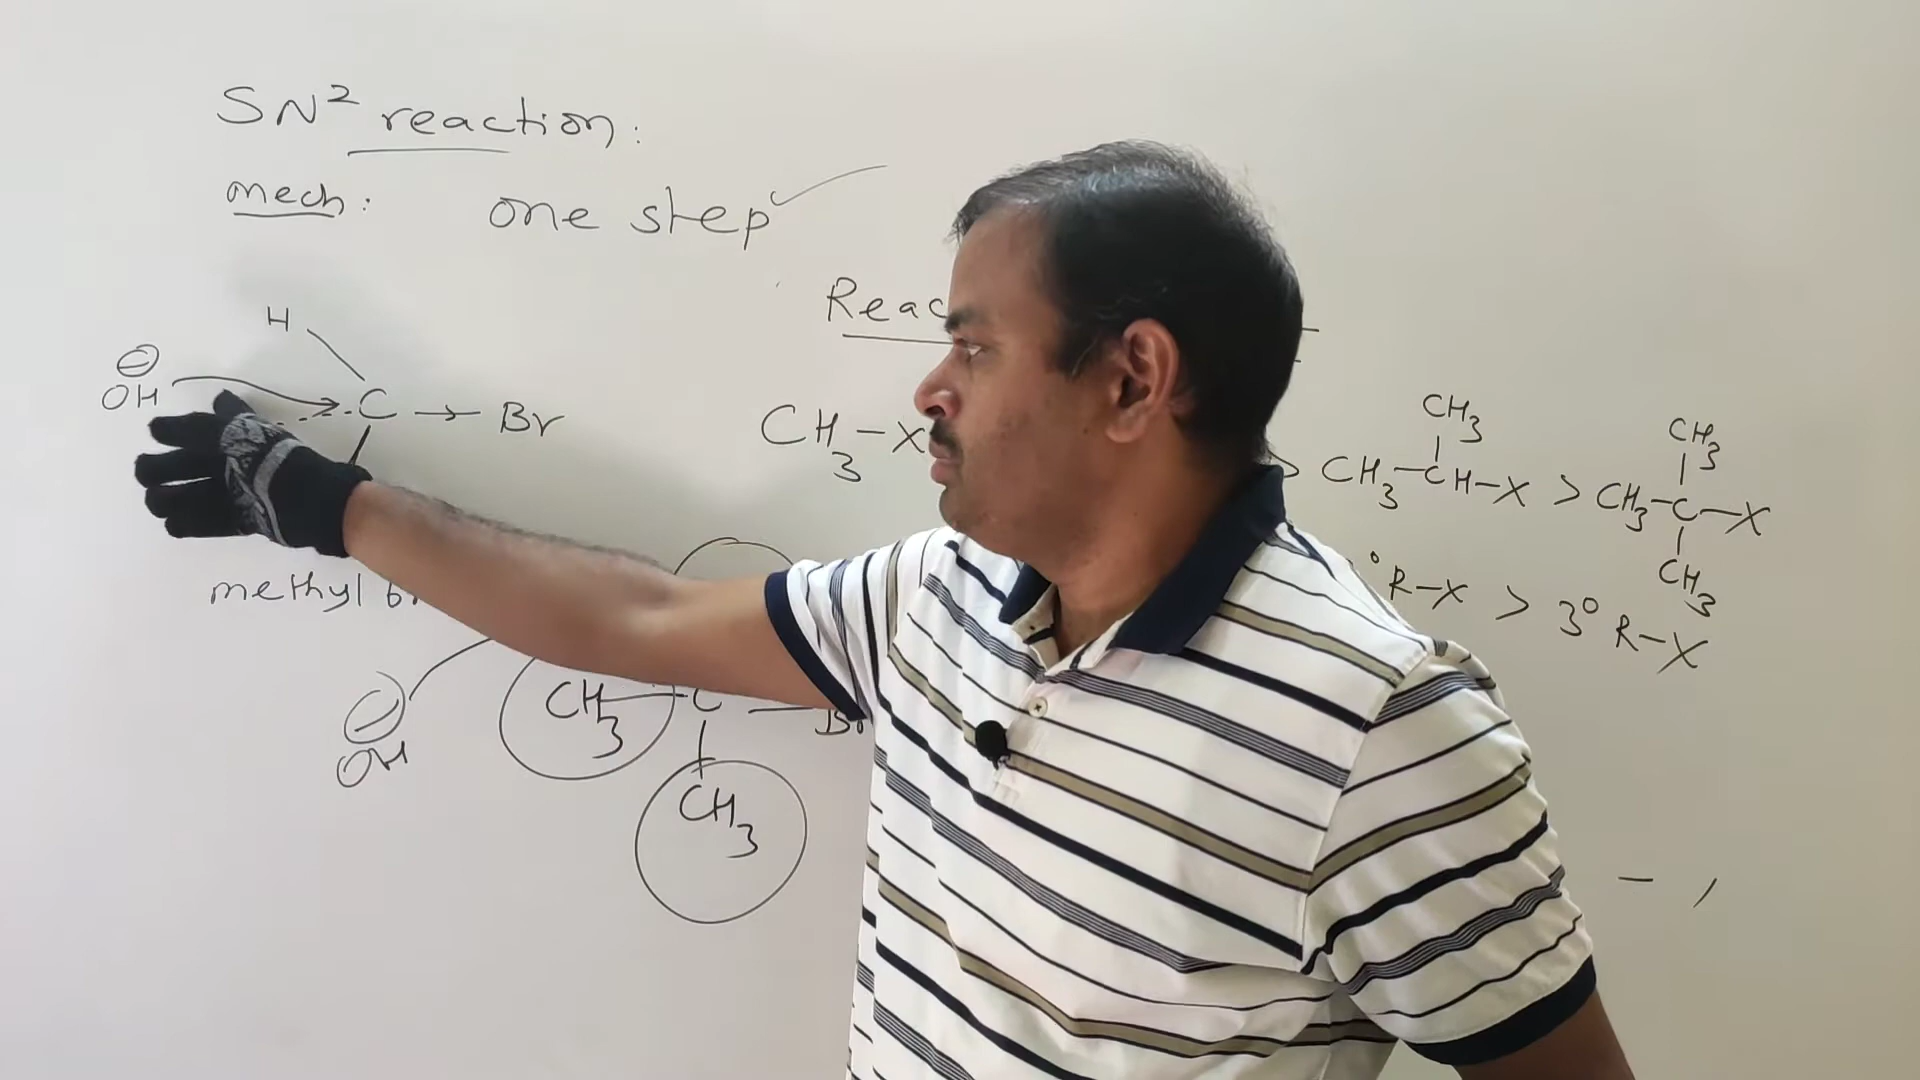 SN² reaction:
mech: one step
H
⊖
OH C → Br
methyl
⊖
OH
CH₃ C — Br
CH₃
CH₃-X
> CH₃-CH-X > CH₃-C-X
CH₃ CH₃
CH₃
° R-X > 3° R-X